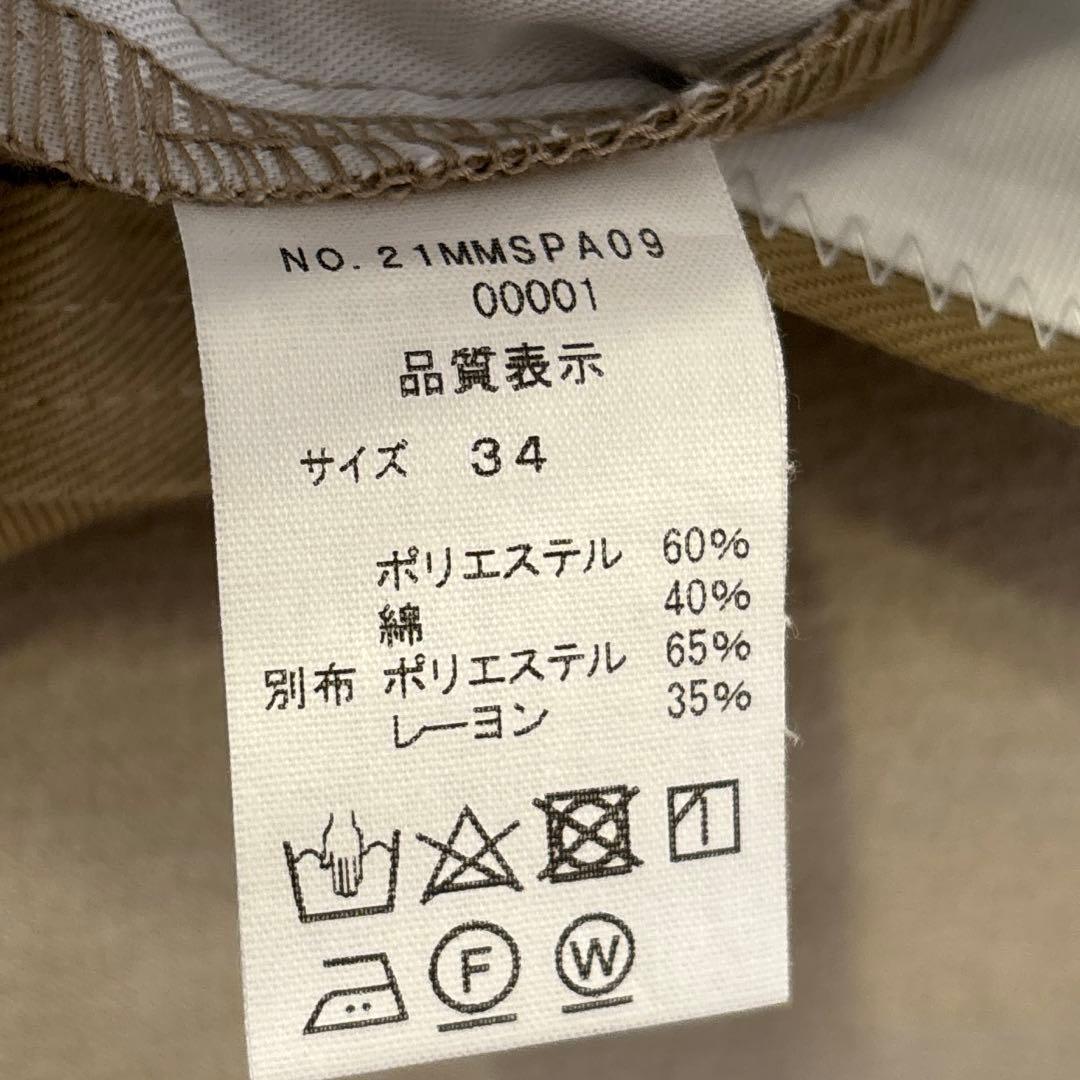 NO.21MMSPA09
00001
品質表示
サイズ 34
ポリエステル 60%
綿 40%
別布 ポリエステル 65%
レーヨン 35%
F W